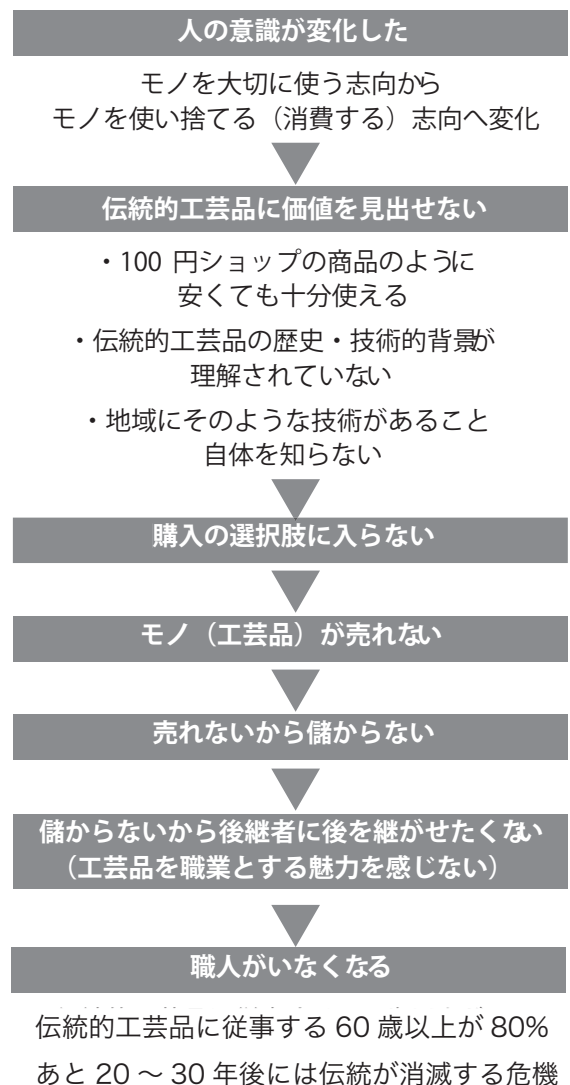 人の意識が変化した
モノを大切に使う志向から
モノを使い捨てる（消費する）志向へ変化
伝統的工芸品に価値を見出せない
・100 円ショップの商品のように
安くても十分使える
・伝統的工芸品の歴史・技術的背景が
理解されていない
・地域にそのような技術があること
自体を知らない
購入の選択肢に入らない
モノ（工芸品）が売れない
売れないから儲からない
儲からないから後継者に後を継がせたくない
（工芸品を職業とする魅力を感じない）
職人がいなくなる
伝統的工芸品に従事する 60 歳以上が 80%
あと 20 〜 30 年後には伝統が消滅する危機